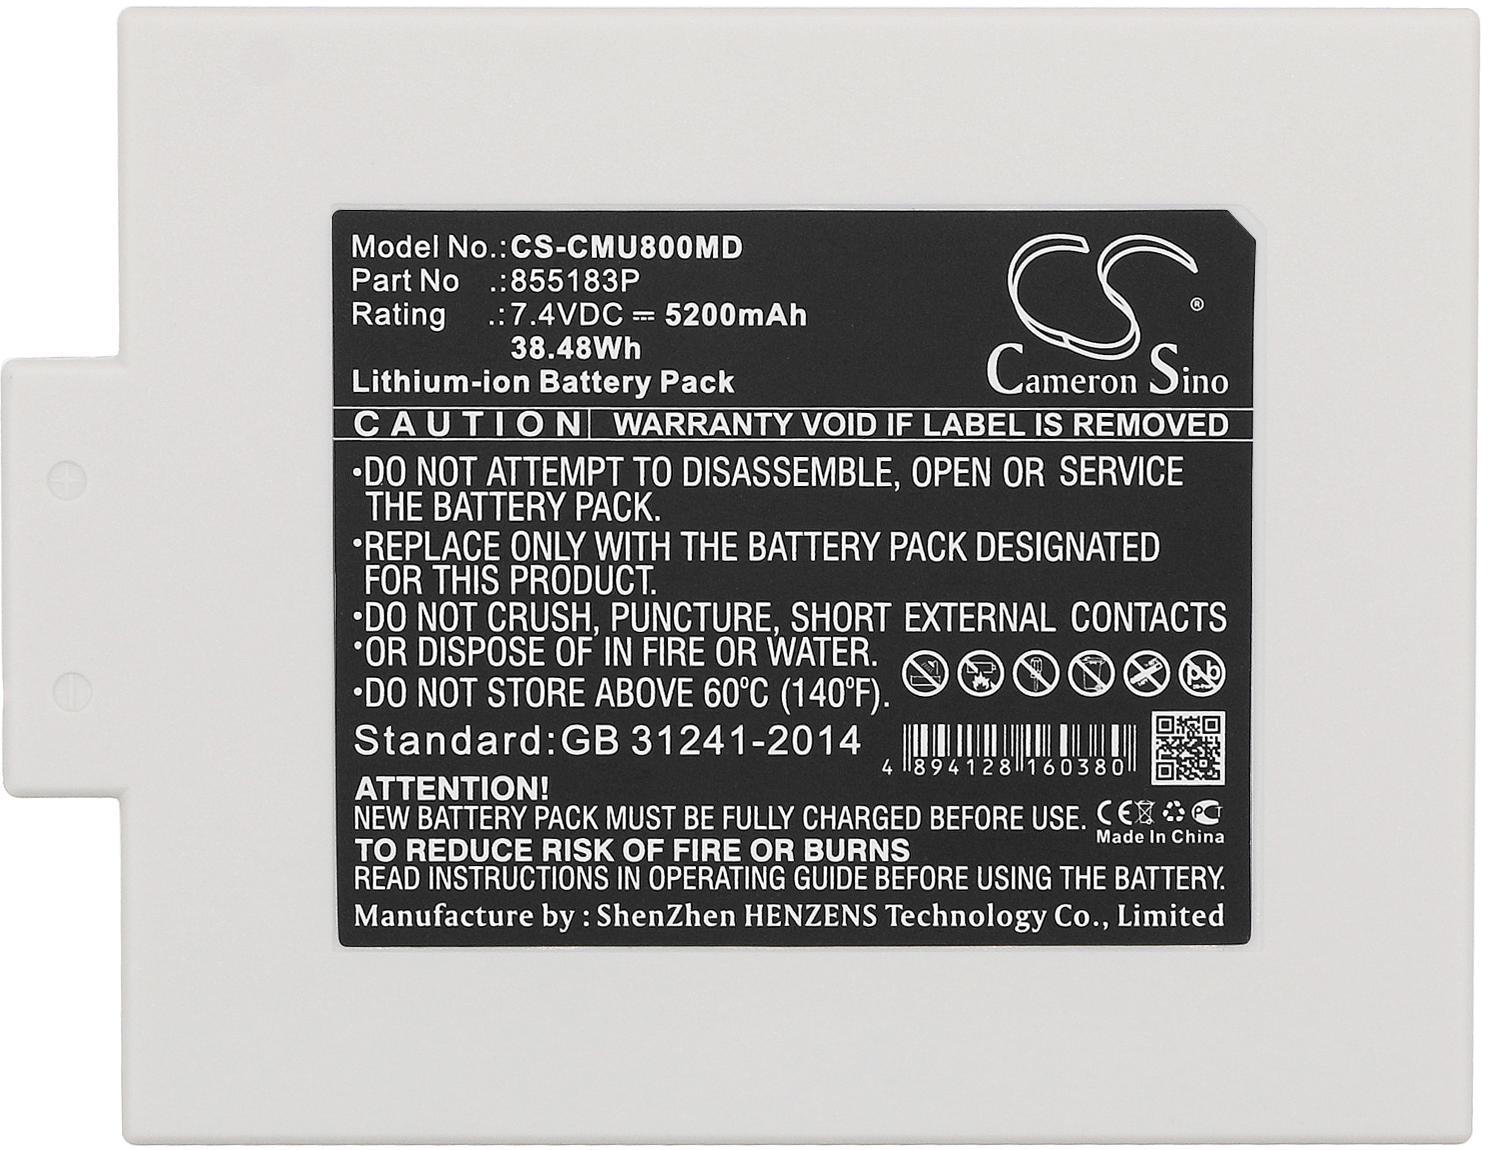 Model No.:CS-CMU800MD
Part No .:855183P
Rating .:7.4VDC ⎓ 5200mAh
38.48Wh
Lithium-ion Battery Pack
®
Cameron Sino
CAUTION WARRANTY VOID IF LABEL IS REMOVED
•DO NOT ATTEMPT TO DISASSEMBLE, OPEN OR SERVICE
THE BATTERY PACK.
•REPLACE ONLY WITH THE BATTERY PACK DESIGNATED
FOR THIS PRODUCT.
•DO NOT CRUSH, PUNCTURE, SHORT EXTERNAL CONTACTS
•OR DISPOSE OF IN FIRE OR WATER.
•DO NOT STORE ABOVE 60ºC (140ºF).
Pb
Standard:GB 31241-2014
4 894128 160380
ATTENTION!
NEW BATTERY PACK MUST BE FULLY CHARGED BEFORE USE.
CE
Made In China
TO REDUCE RISK OF FIRE OR BURNS
READ INSTRUCTIONS IN OPERATING GUIDE BEFORE USING THE BATTERY.
Manufacture by : ShenZhen HENZENS Technology Co., Limited